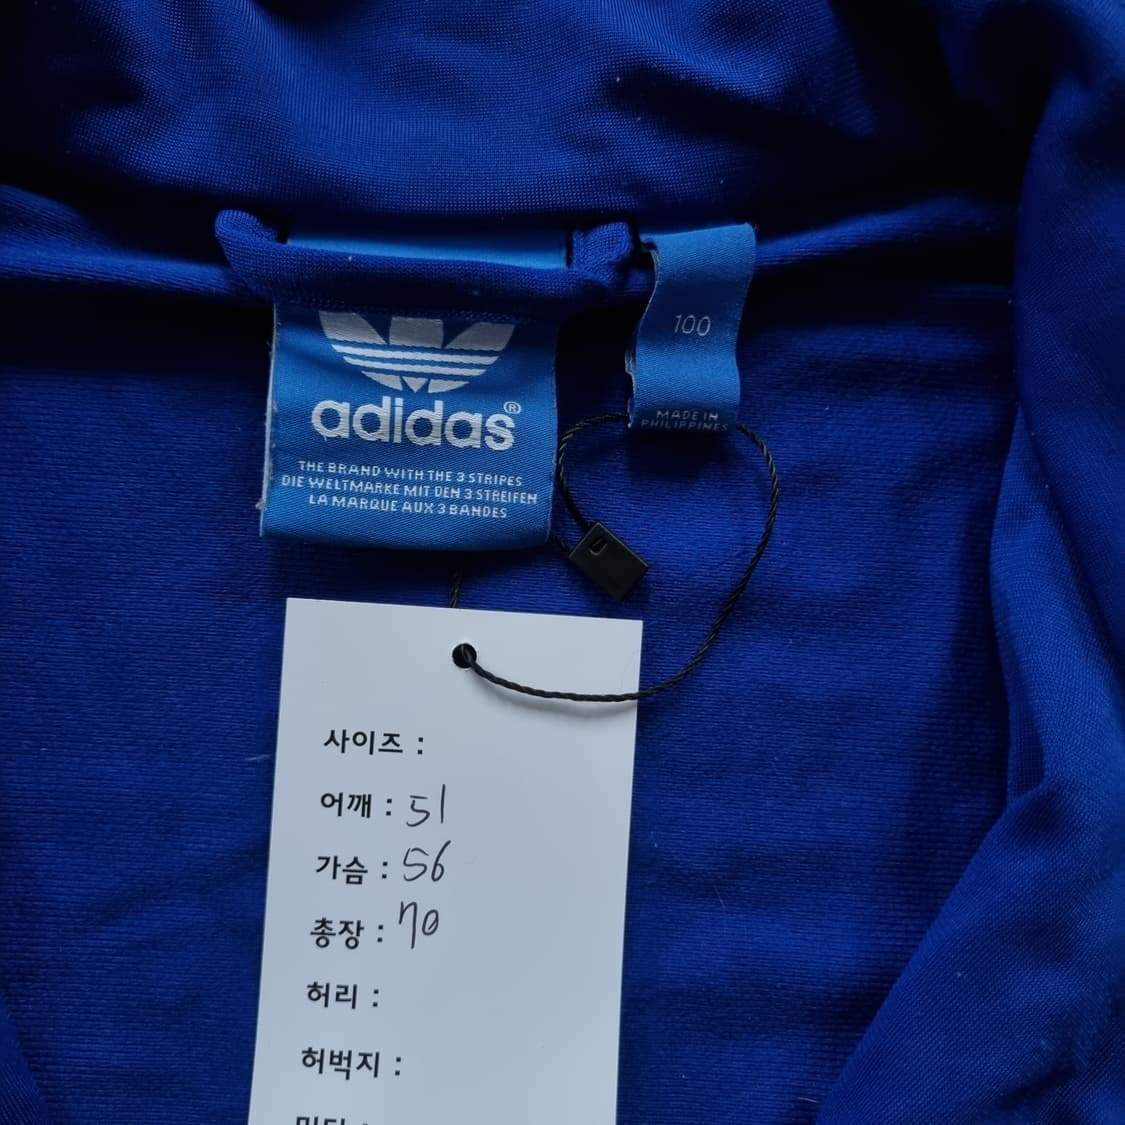 adidas®
THE BRAND WITH THE 3 STRIPES
DIE WELTMARKE MIT DEN 3 STREIFEN
LA MARQUE AUX 3 BANDES
100
MADE IN
PHILIPPINES
사이즈 :
어깨 : 51
가슴 : 56
총장 : 70
허리 :
허벅지 :